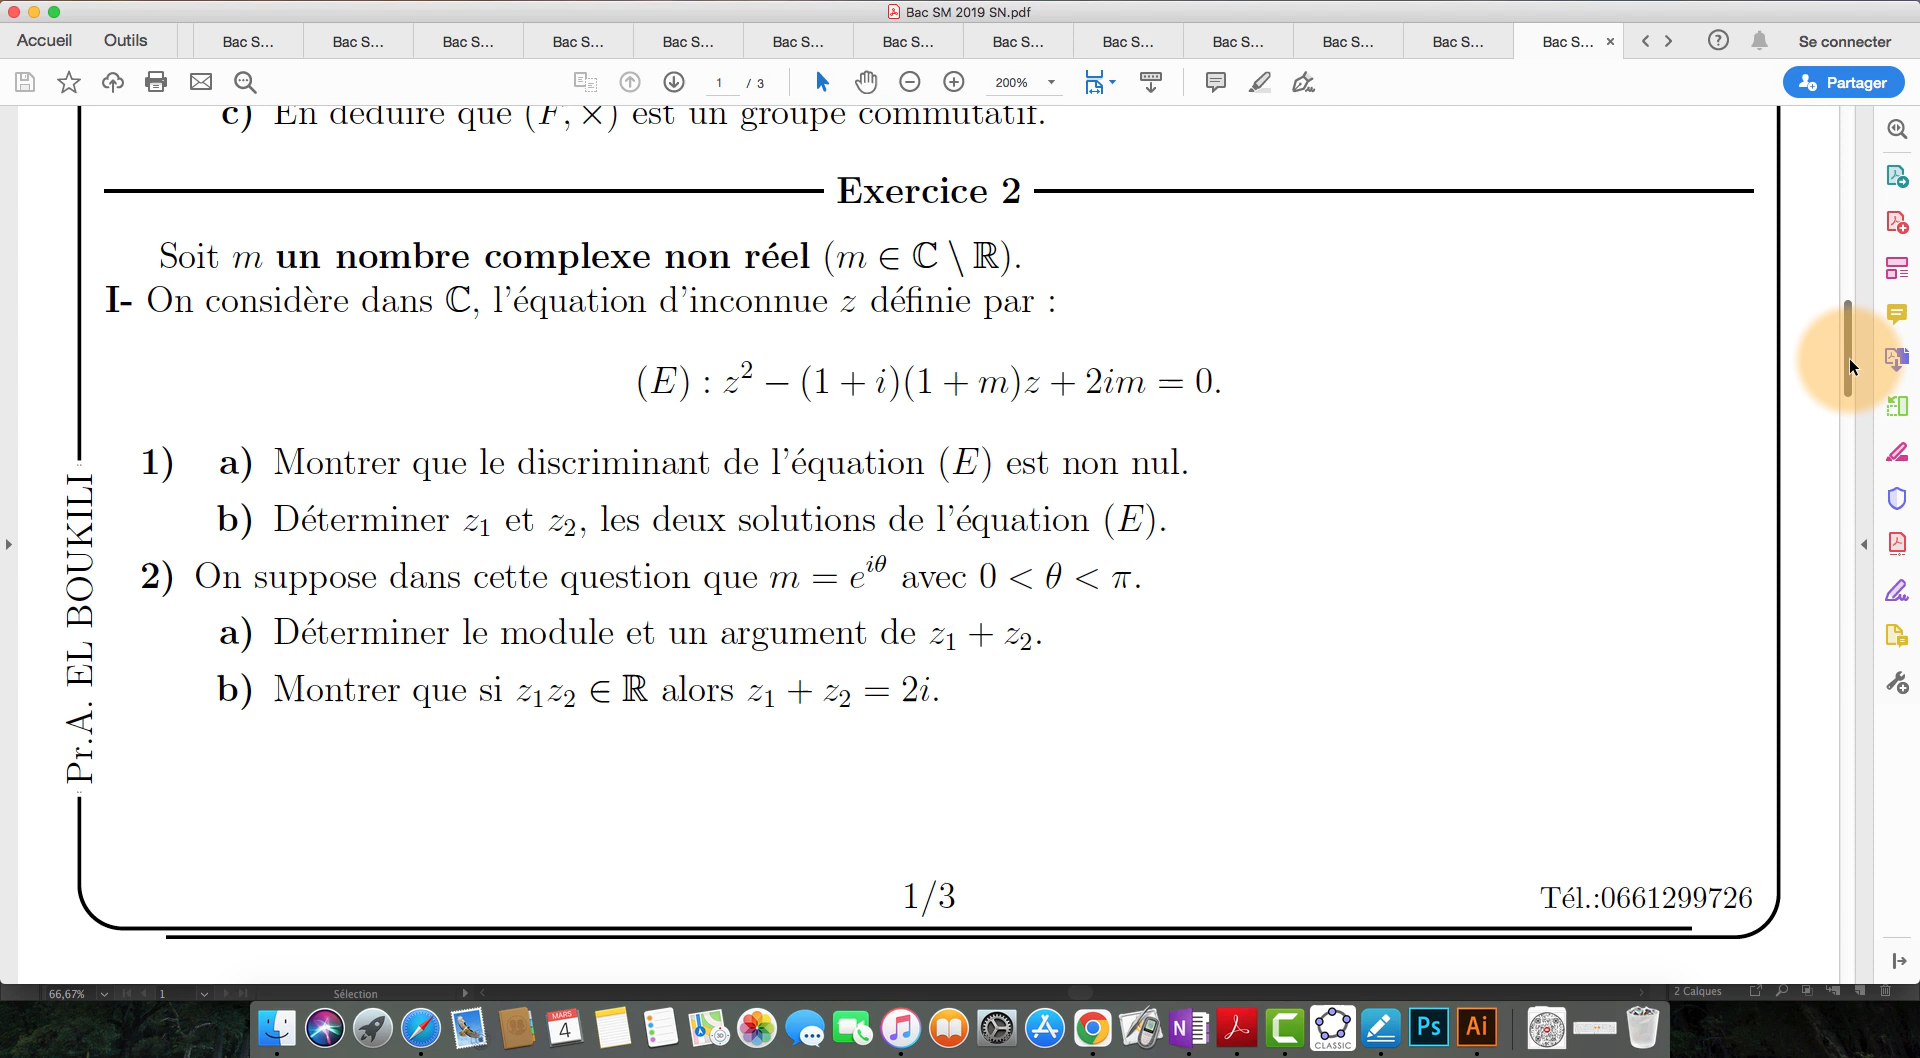 Bac SM 2019 SN.pdf
Accueil Outils Bac S... Bac S... Bac S... Bac S... Bac S... Bac S... Bac S... Bac S... Bac S... Bac S... Bac S... Bac S... Bac S... × Se connecter
1 / 3 200% Partager
c) En déduire que (F, ×) est un groupe commutatif.
Exercice 2
Soit m un nombre complexe non réel (m ∈ ℂ \ ℝ).
I- On considère dans ℂ, l'équation d'inconnue z définie par :
(E) : z² − (1 + i)(1 + m)z + 2im = 0.
1) a) Montrer que le discriminant de l'équation (E) est non nul.
b) Déterminer z₁ et z₂, les deux solutions de l'équation (E).
2) On suppose dans cette question que m = e^{iθ} avec 0 < θ < π.
a) Déterminer le module et un argument de z₁ + z₂.
b) Montrer que si z₁z₂ ∈ ℝ alors z₁ + z₂ = 2i.
Pr.A. EL BOUKILI
1/3
Tél.:0661299726
66,67% 1 Sélection 2 Calques
MARS
4
CLASSIC
Ps
Ai